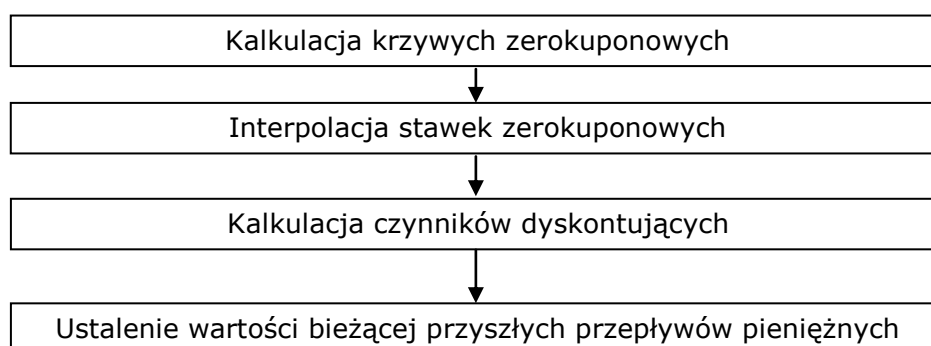 Kalkulacja krzywych zerokuponowych
Interpolacja stawek zerokuponowych
Kalkulacja czynników dyskontujących
Ustalenie wartości bieżącej przyszłych przepływów pieniężnych